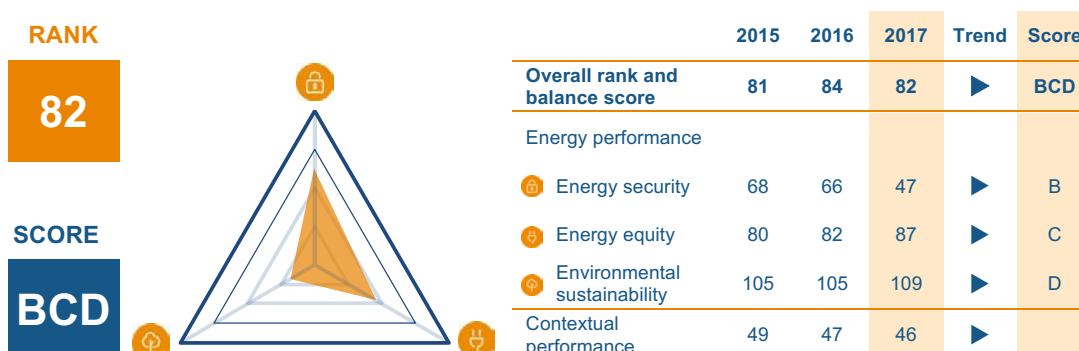 RANK
82
SCORE
BCD
2015 2016 2017 Trend Score
Overall rank and
balance score 81 84 82 BCD
Energy performance
Energy security 68 66 47 B
Energy equity 80 82 87 C
Environmental
sustainability 105 105 109 D
Contextual
performance 49 47 46